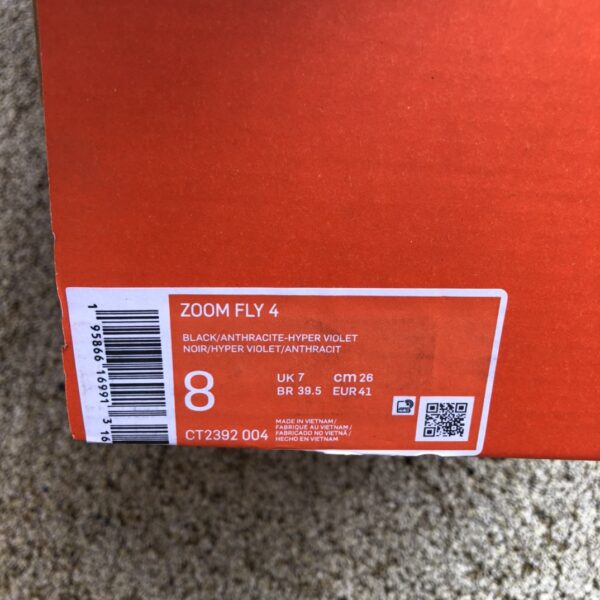 ZOOM FLY 4
BLACK/ANTHRACITE-HYPER VIOLET
NOIR/HYPER VIOLET/ANTHRACIT
8
UK 7 cm 26
BR 39.5 EUR 41
CT2392 004
MADE IN VIETNAM /
FABRIQUE AU VIETNAM /
FABRICADO NO VIETNÃ /
HECHO EN VIETNAM
1 95866 16991 3 16